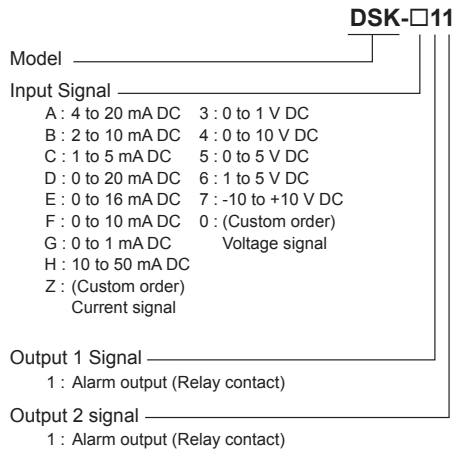 DSK-□11
Model
Input Signal
A : 4 to 20 mA DC 3 : 0 to 1 V DC
B : 2 to 10 mA DC 4 : 0 to 10 V DC
C : 1 to 5 mA DC 5 : 0 to 5 V DC
D : 0 to 20 mA DC 6 : 1 to 5 V DC
E : 0 to 16 mA DC 7 : -10 to +10 V DC
F : 0 to 10 mA DC 0 : (Custom order)
G : 0 to 1 mA DC Voltage signal
H : 10 to 50 mA DC
Z : (Custom order)
Current signal
Output 1 Signal
1 : Alarm output (Relay contact)
Output 2 signal
1 : Alarm output (Relay contact)